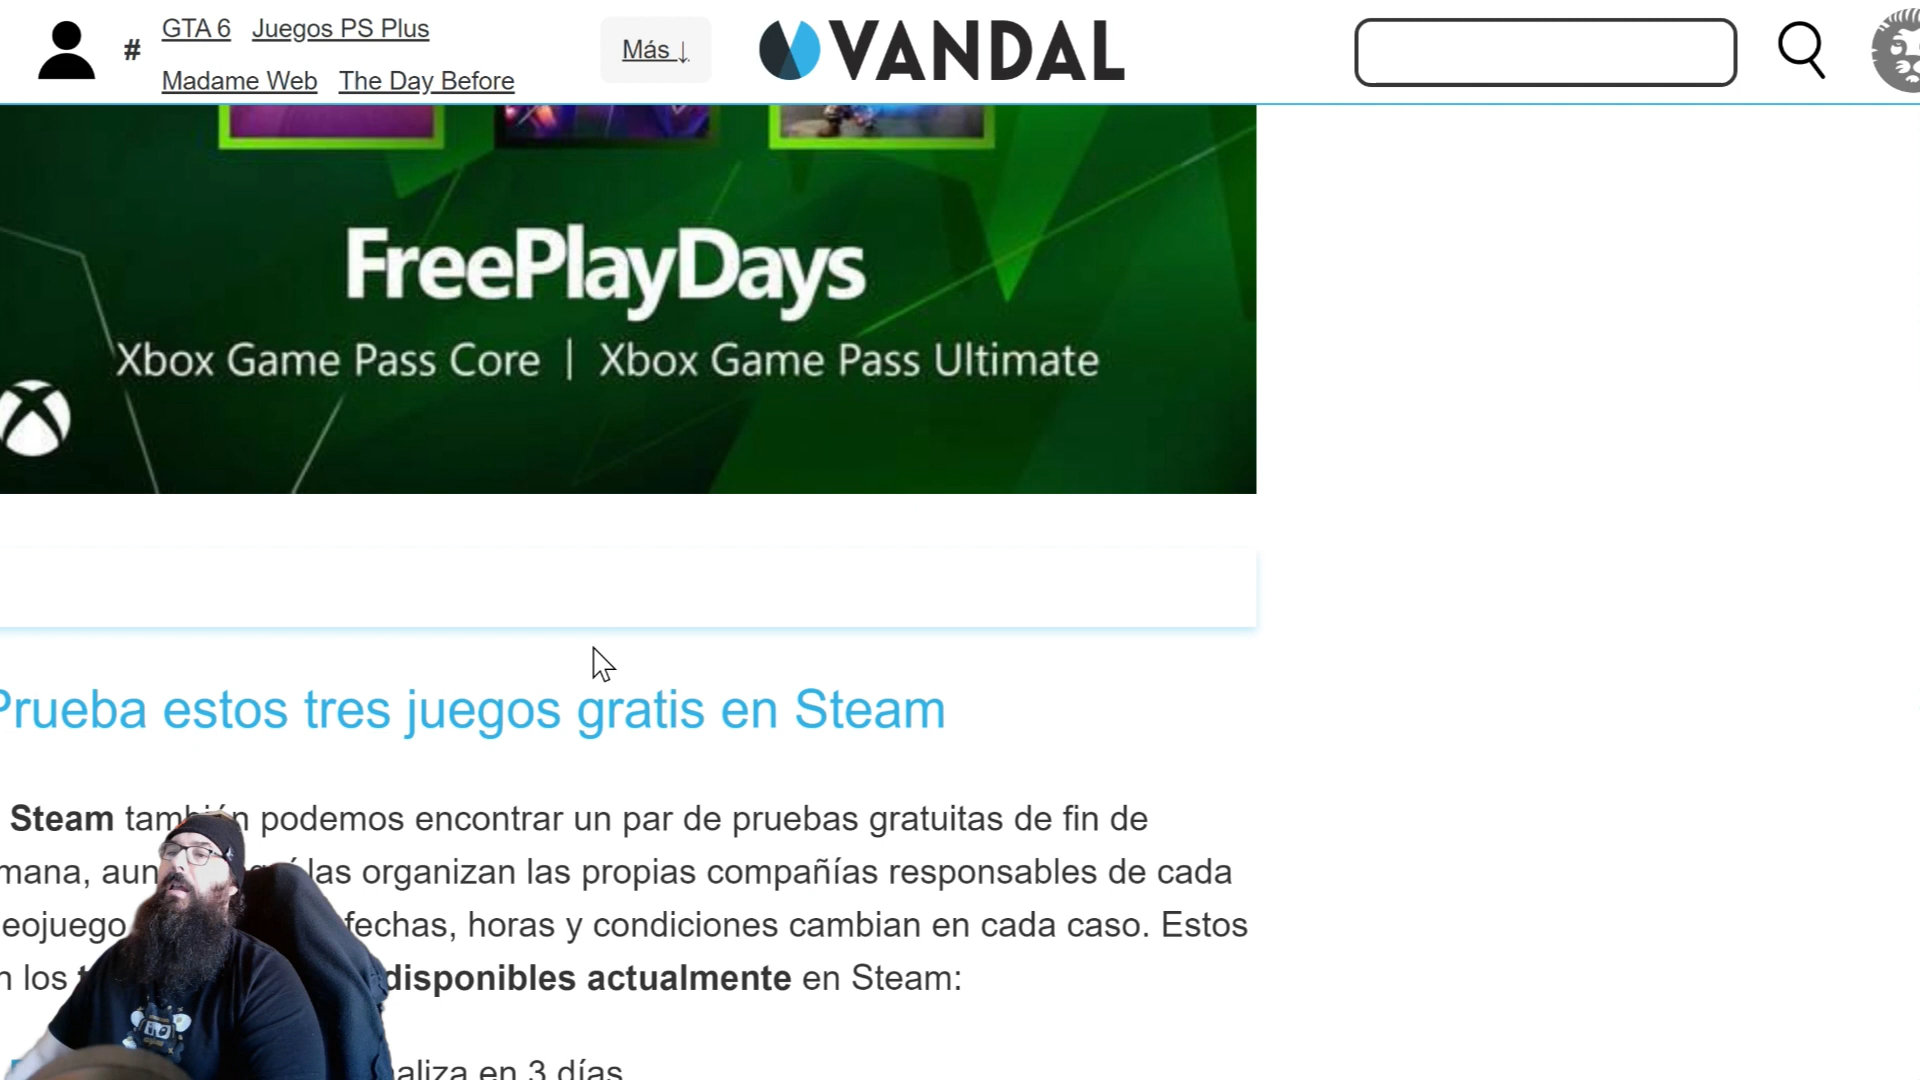 GTA 6 Juegos PS Plus
#
Madame Web The Day Before
Más ↓
VANDAL
FreePlayDays
Xbox Game Pass Core | Xbox Game Pass Ultimate
Prueba estos tres juegos gratis en Steam
Steam también podemos encontrar un par de pruebas gratuitas de fin de
mana, aun las organizan las propias compañías responsables de cada
eojuego fechas, horas y condiciones cambian en cada caso. Estos
n los disponibles actualmente en Steam:
aliza en 3 días